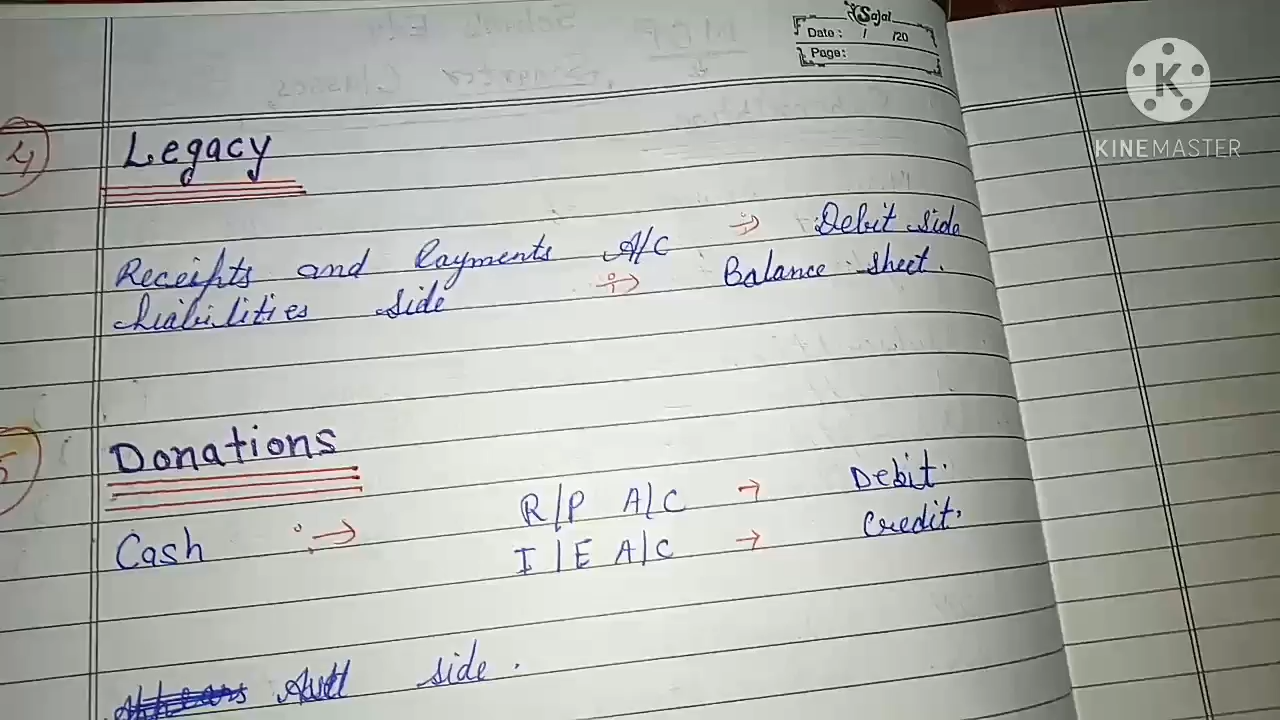 Sajal
Date: / /20
Page:
KINEMASTER
4
Legacy
Receipts and Payments A/C ÷> Debit side
Liabilities side ÷> Balance sheet.
5
Donations
Cash :→ R/P A/C → Debit.
I/E A/C → Credit.
side.